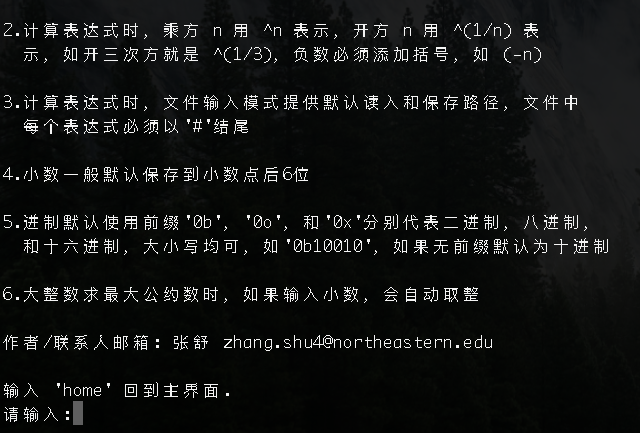 2.计算表达式时, 乘方 n 用 ^n 表示, 开方 n 用 ^(1/n) 表
示, 如开三次方就是 ^(1/3), 负数必须添加括号, 如 (-n)
3.计算表达式时, 文件输入模式提供默认读入和保存路径, 文件中
每个表达式必须以'#'结尾
4.小数一般默认保存到小数点后6位
5.进制默认使用前缀'0b', '0o', 和'0x'分别代表二进制, 八进制,
和十六进制, 大小写均可, 如'0b10010', 如果无前缀默认为十进制
6.大整数求最大公约数时, 如果输入小数, 会自动取整
作者/联系人邮箱: 张舒 zhang.shu4@northeastern.edu
输入 'home' 回到主界面.
请输入: